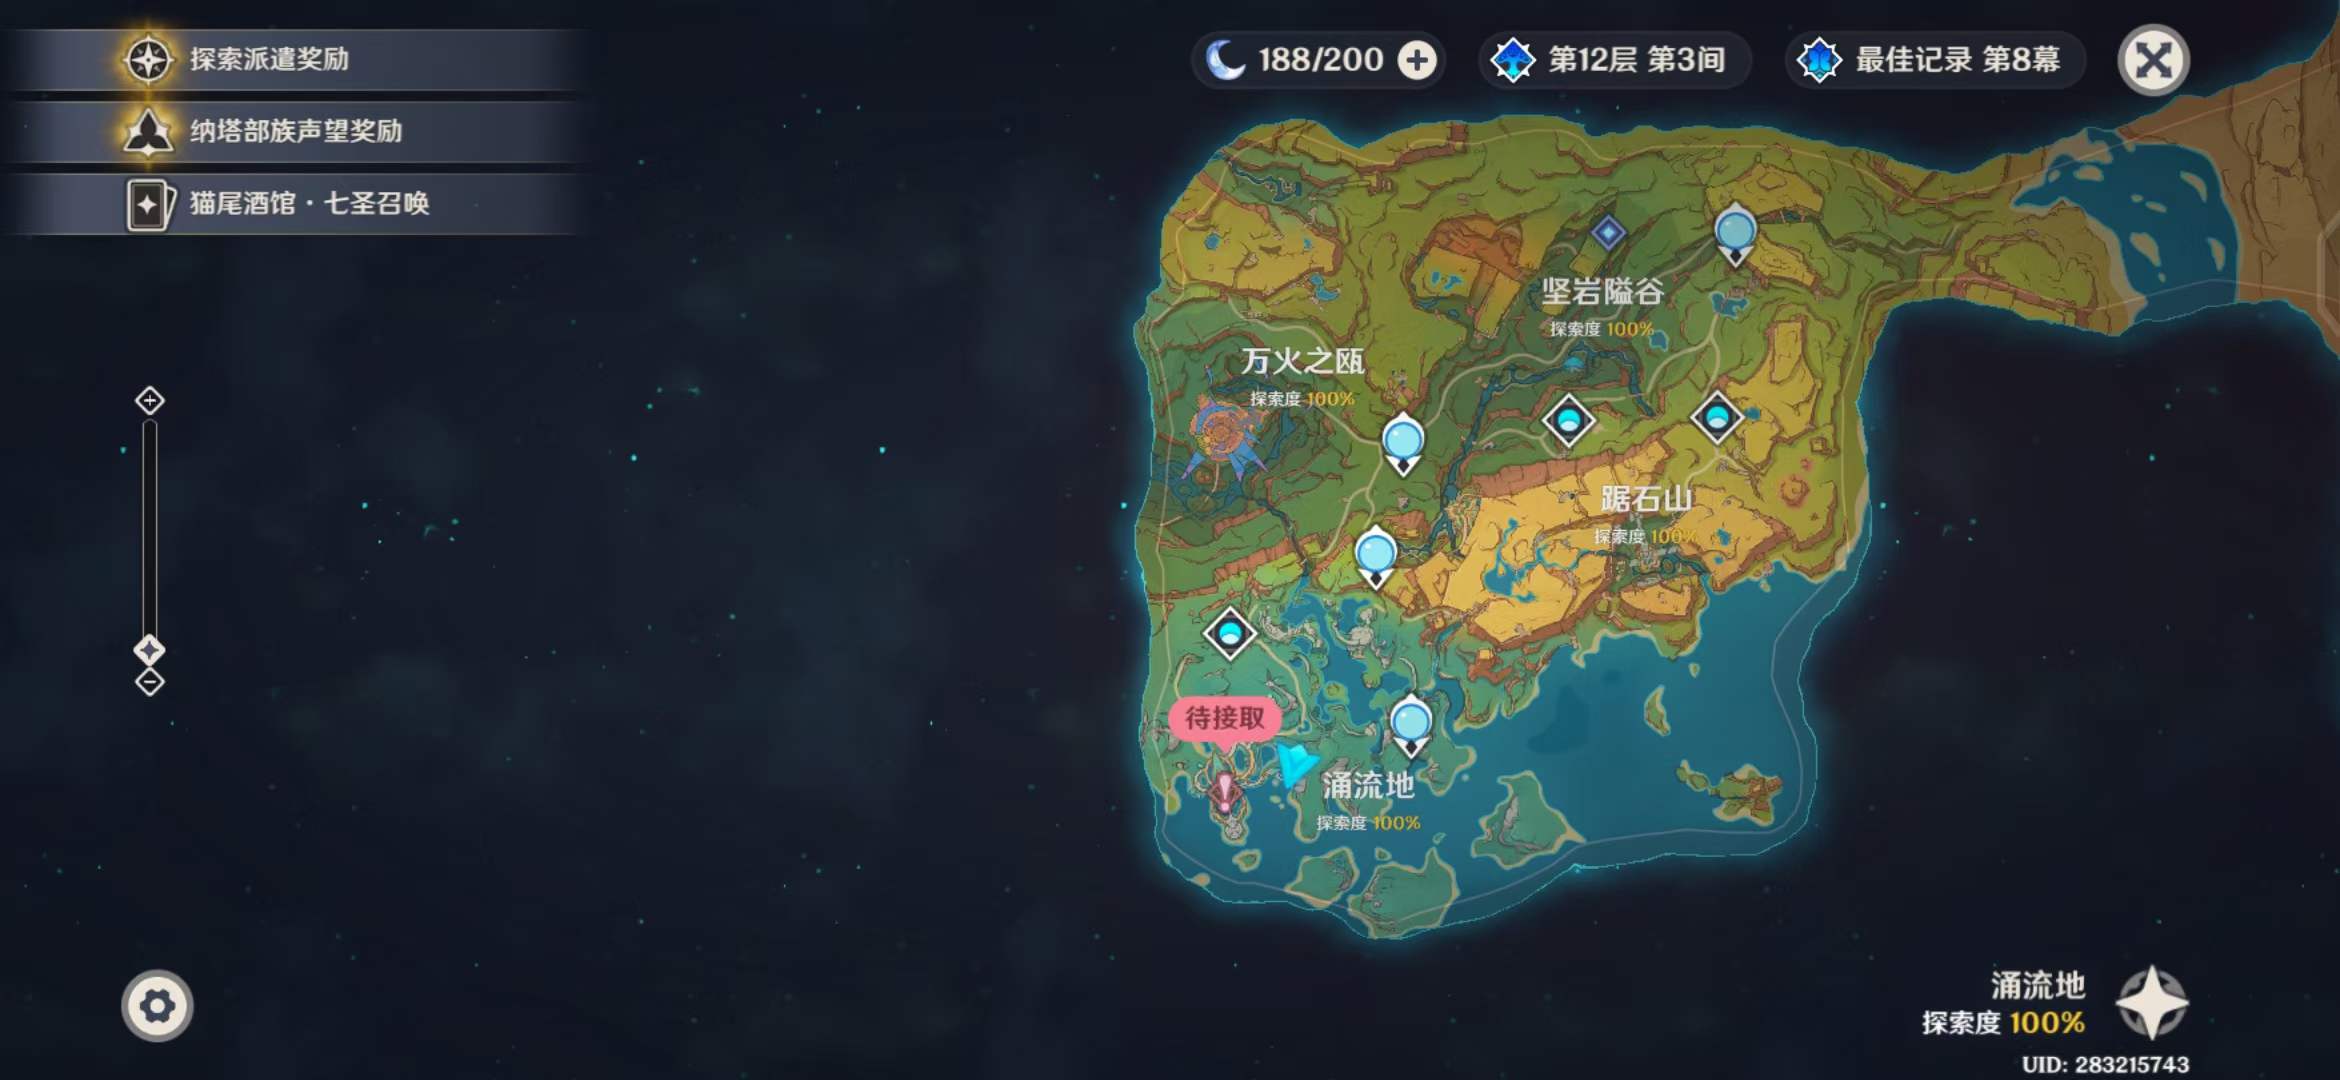 探索派遣奖励
纳塔部族声望奖励
猫尾酒馆·七圣召唤
188/200
第12层 第3间
最佳记录 第8幕
坚岩隘谷
探索度 100%
万火之瓯
探索度 100%
踞石山
探索度 100%
待接取
涌流地
探索度 100%
涌流地
探索度 100%
UID: 283215743